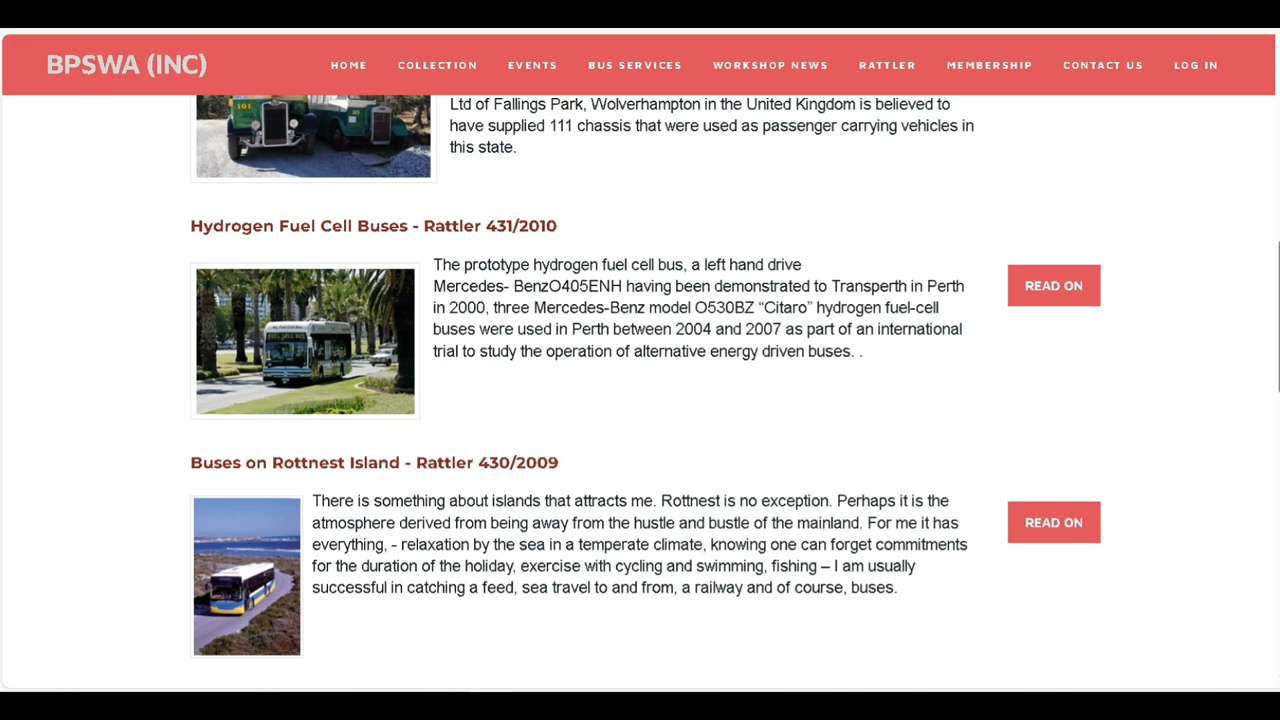 BPSWA (INC)
HOME COLLECTION EVENTS BUS SERVICES WORKSHOP NEWS RATTLER MEMBERSHIP CONTACT US LOG IN
101
Ltd of Fallings Park, Wolverhampton in the United Kingdom is believed to
have supplied 111 chassis that were used as passenger carrying vehicles in
this state.
Hydrogen Fuel Cell Buses - Rattler 431/2010
The prototype hydrogen fuel cell bus, a left hand drive
Mercedes- BenzO405ENH having been demonstrated to Transperth in Perth
in 2000, three Mercedes-Benz model O530BZ “Citaro” hydrogen fuel-cell
buses were used in Perth between 2004 and 2007 as part of an international
trial to study the operation of alternative energy driven buses. .
READ ON
FUEL CELL BUS
Buses on Rottnest Island - Rattler 430/2009
There is something about islands that attracts me. Rottnest is no exception. Perhaps it is the
atmosphere derived from being away from the hustle and bustle of the mainland. For me it has
everything, - relaxation by the sea in a temperate climate, knowing one can forget commitments
for the duration of the holiday, exercise with cycling and swimming, fishing – I am usually
successful in catching a feed, sea travel to and from, a railway and of course, buses.
READ ON